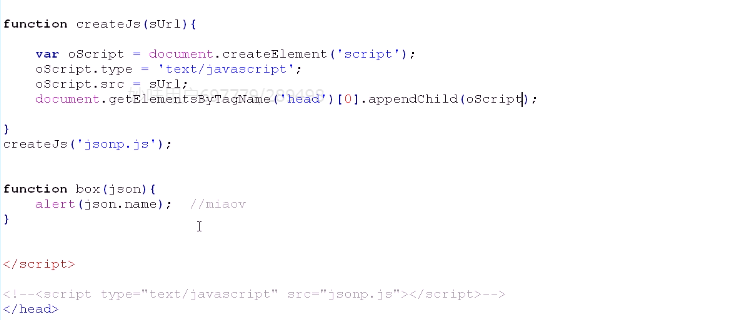 function createJs(sUrl){
var oScript = document.createElement('script');
oScript.type = 'text/javascript';
oScript.src = sUrl;
document.getElementsByTagName('head')[0].appendChild(oScript);
}
createJs('jsonp.js');
function box(json){
alert(json.name); //miaov
}
</script>
<!--<script type="text/javascript" src="jsonp.js"></script>-->
</head>